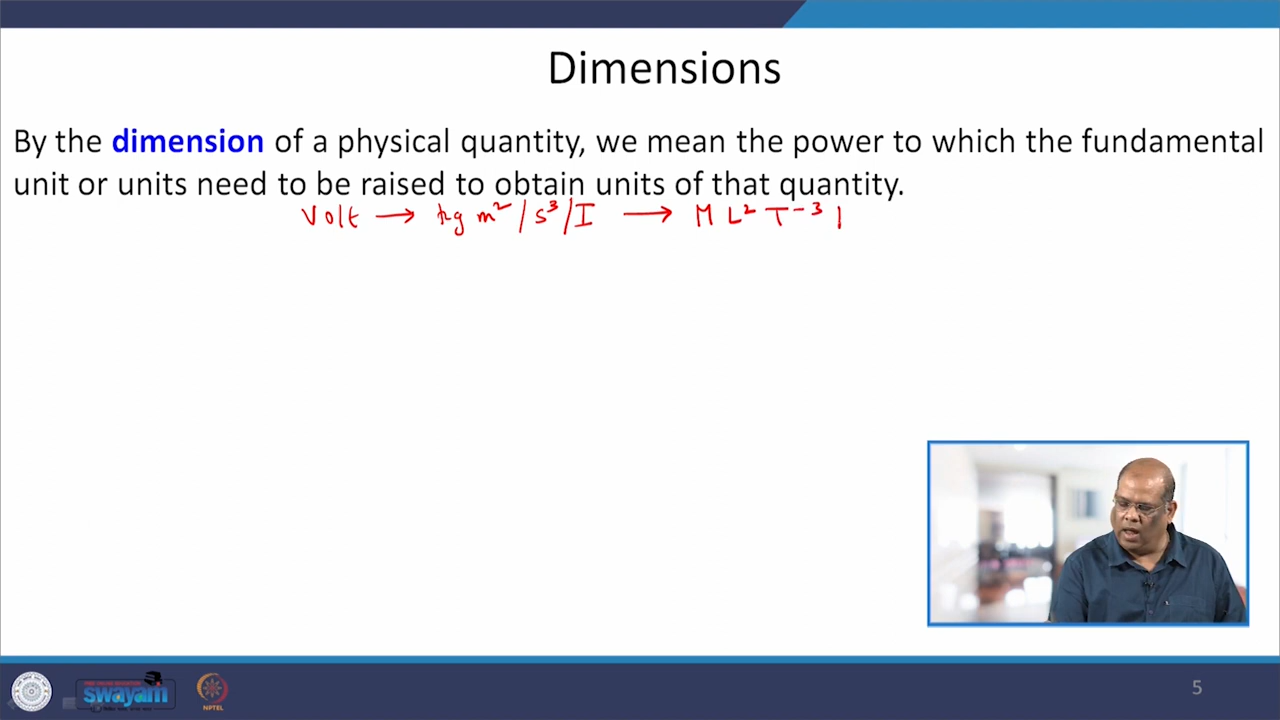 Dimensions
By the dimension of a physical quantity, we mean the power to which the fundamental
unit or units need to be raised to obtain units of that quantity.
Volt → kg m² / s³ / I → M L² T⁻³ I
swayam
NPTEL
5